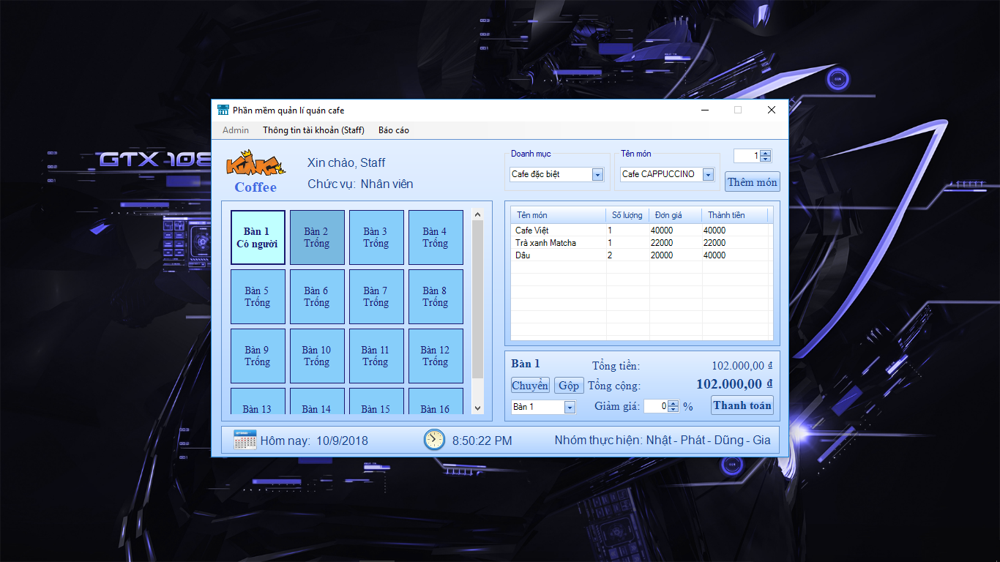 GTX 108
Phần mềm quản lí quán cafe
Admin Thông tin tài khoản (Staff) Báo cáo
KING
Coffee
Xin chào, Staff
Chức vụ: Nhân viên
Danh mục
Cafe đặc biệt
Tên món
Cafe CAPPUCCINO
1
Thêm món
Bàn 1
Có người
Bàn 2
Trống
Bàn 3
Trống
Bàn 4
Trống
Bàn 5
Trống
Bàn 6
Trống
Bàn 7
Trống
Bàn 8
Trống
Bàn 9
Trống
Bàn 10
Trống
Bàn 11
Trống
Bàn 12
Trống
Bàn 13
Bàn 14
Bàn 15
Bàn 16
Tên món Số lượng Đơn giá Thành tiền
Cafe Việt 1 40000 40000
Trà xanh Matcha 1 22000 22000
Dâu 2 20000 40000
Bàn 1 Tổng tiền: 102.000,00 ₫
Chuyển Gộp Tổng cộng: 102.000,00 ₫
Bàn 1 Giảm giá: 0 % Thanh toán
Hôm nay: 10/9/2018 8:50:22 PM Nhóm thực hiện: Nhật - Phát - Dũng - Gia